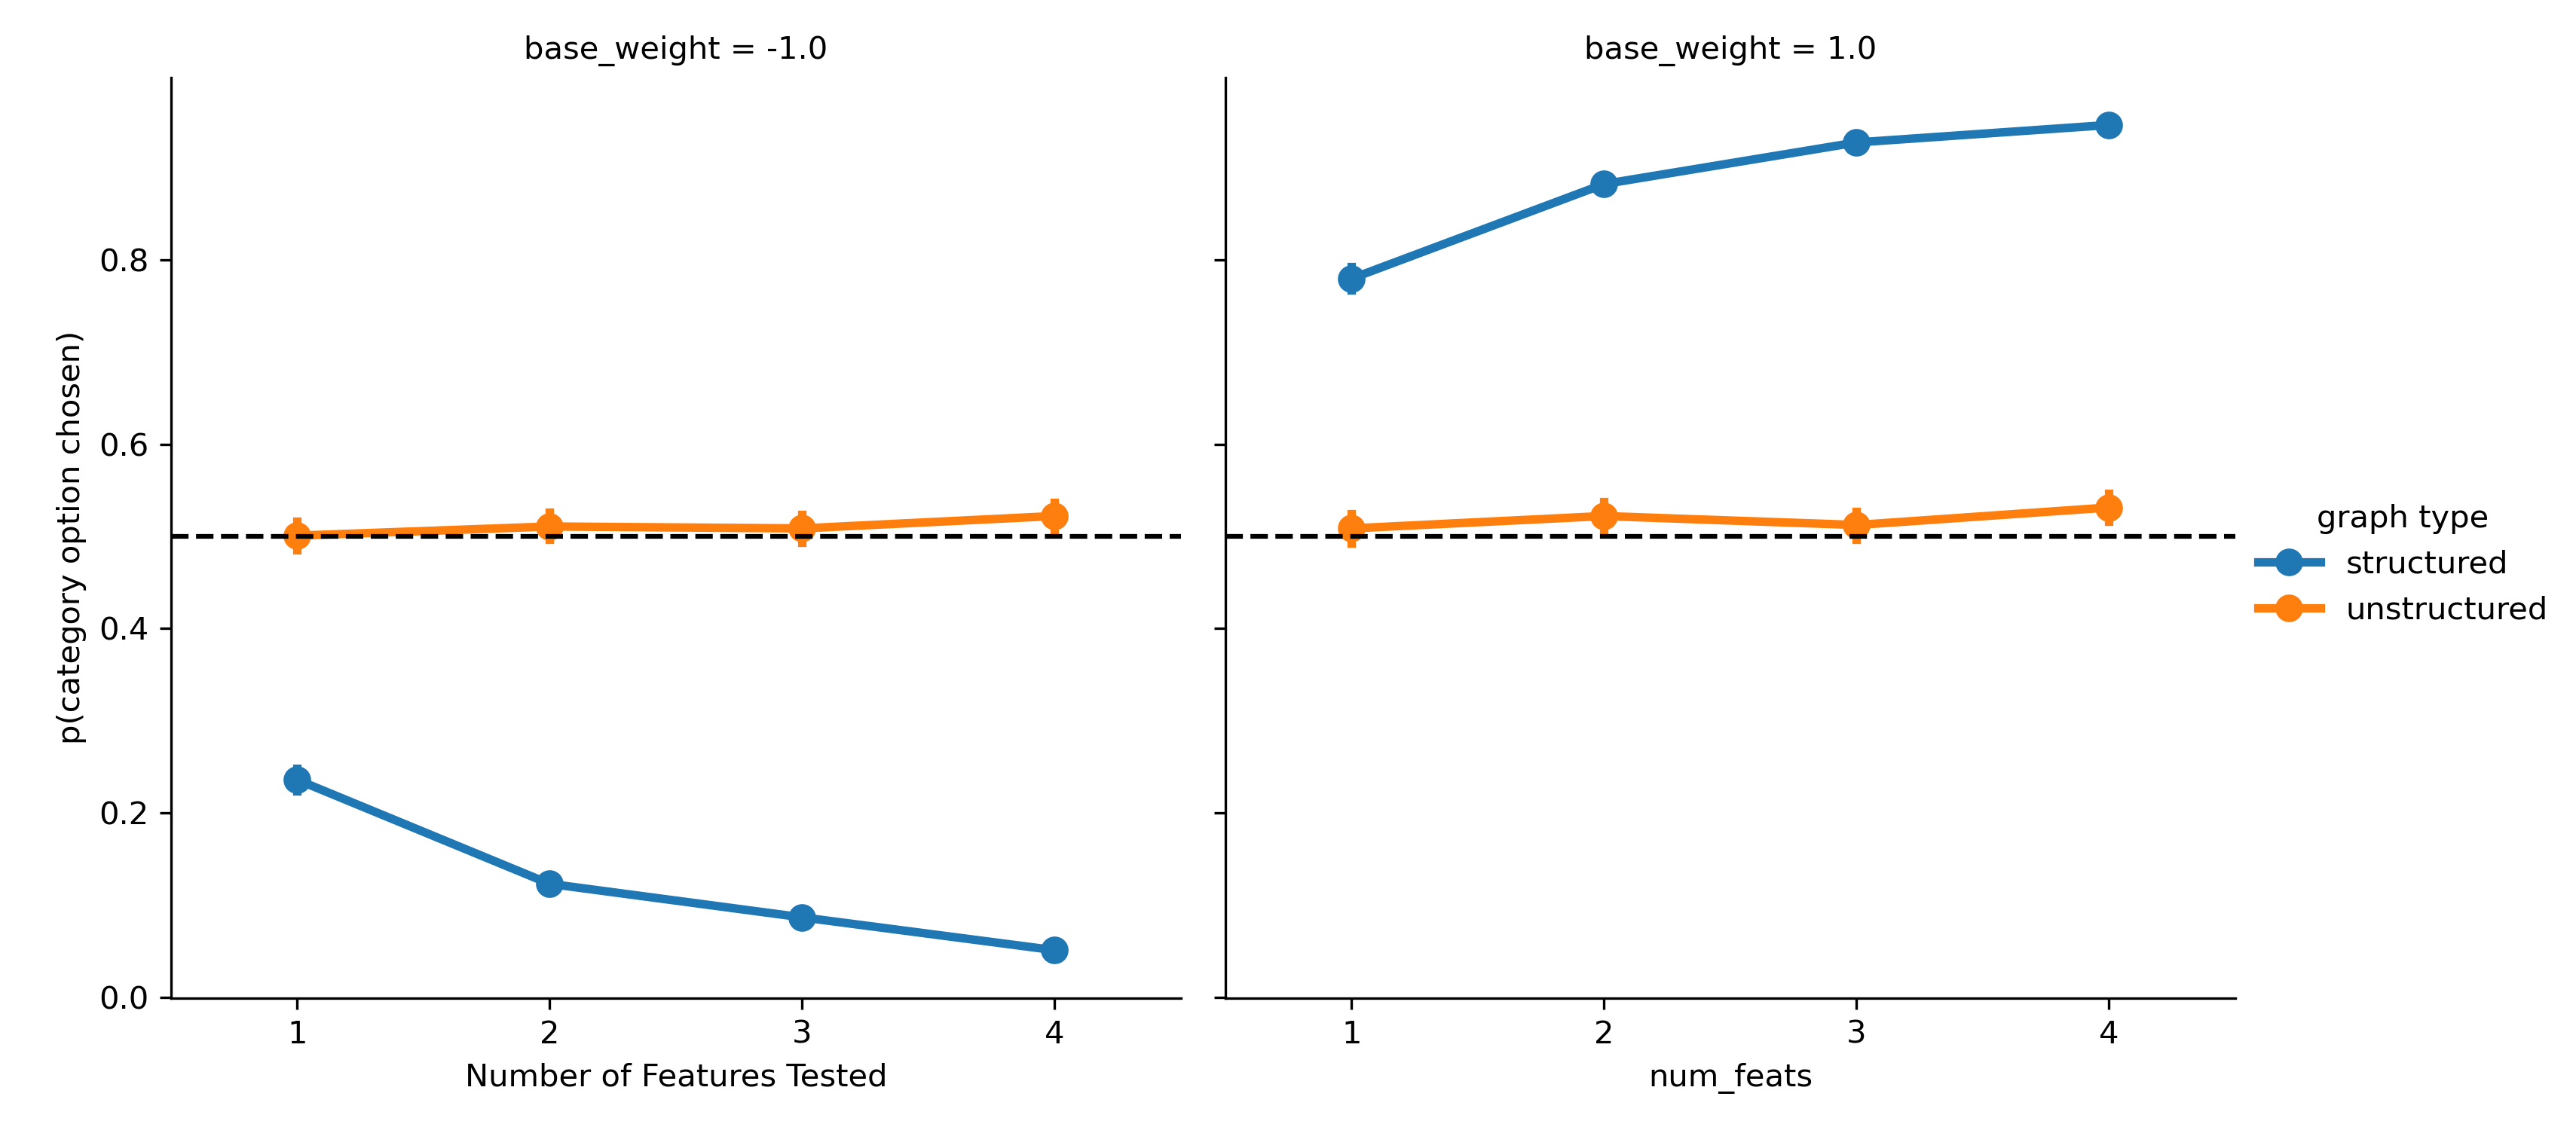 base_weight = -1.0
base_weight = 1.0
p(category option chosen)
0.8
0.6
0.4
0.2
0.0
1 2 3 4
Number of Features Tested
1 2 3 4
num_feats
graph type
structured
unstructured